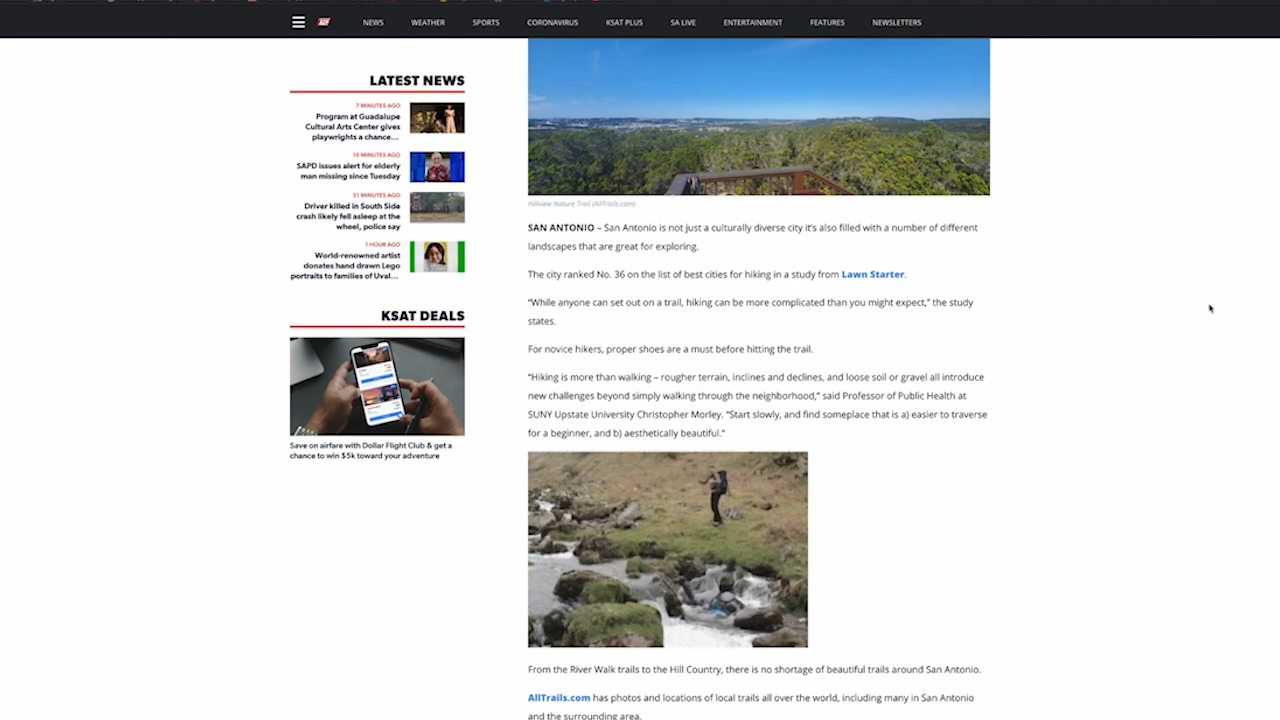 NEWS WEATHER SPORTS CORONAVIRUS KSAT PLUS SA LIVE ENTERTAINMENT FEATURES NEWSLETTERS
LATEST NEWS
7 MINUTES AGO
Program at Guadalupe
Cultural Arts Center gives
playwrights a chance...
19 MINUTES AGO
SAPD issues alert for elderly
man missing since Tuesday
51 MINUTES AGO
Driver killed in South Side
crash likely fell asleep at the
wheel, police say
1 HOUR AGO
World-renowned artist
donates hand drawn Lego
portraits to families of Uval...
KSAT DEALS
Save on airfare with Dollar Flight Club & get a
chance to win $5k toward your adventure
Hillview Nature Trail (AllTrails.com)
SAN ANTONIO – San Antonio is not just a culturally diverse city it's also filled with a number of different
landscapes that are great for exploring.
The city ranked No. 36 on the list of best cities for hiking in a study from Lawn Starter.
“While anyone can set out on a trail, hiking can be more complicated than you might expect,” the study
states.
For novice hikers, proper shoes are a must before hitting the trail.
“Hiking is more than walking – rougher terrain, inclines and declines, and loose soil or gravel all introduce
new challenges beyond simply walking through the neighborhood,” said Professor of Public Health at
SUNY Upstate University Christopher Morley. “Start slowly, and find someplace that is a) easier to traverse
for a beginner, and b) aesthetically beautiful.”
From the River Walk trails to the Hill Country, there is no shortage of beautiful trails around San Antonio.
AllTrails.com has photos and locations of local trails all over the world, including many in San Antonio
and the surrounding area.